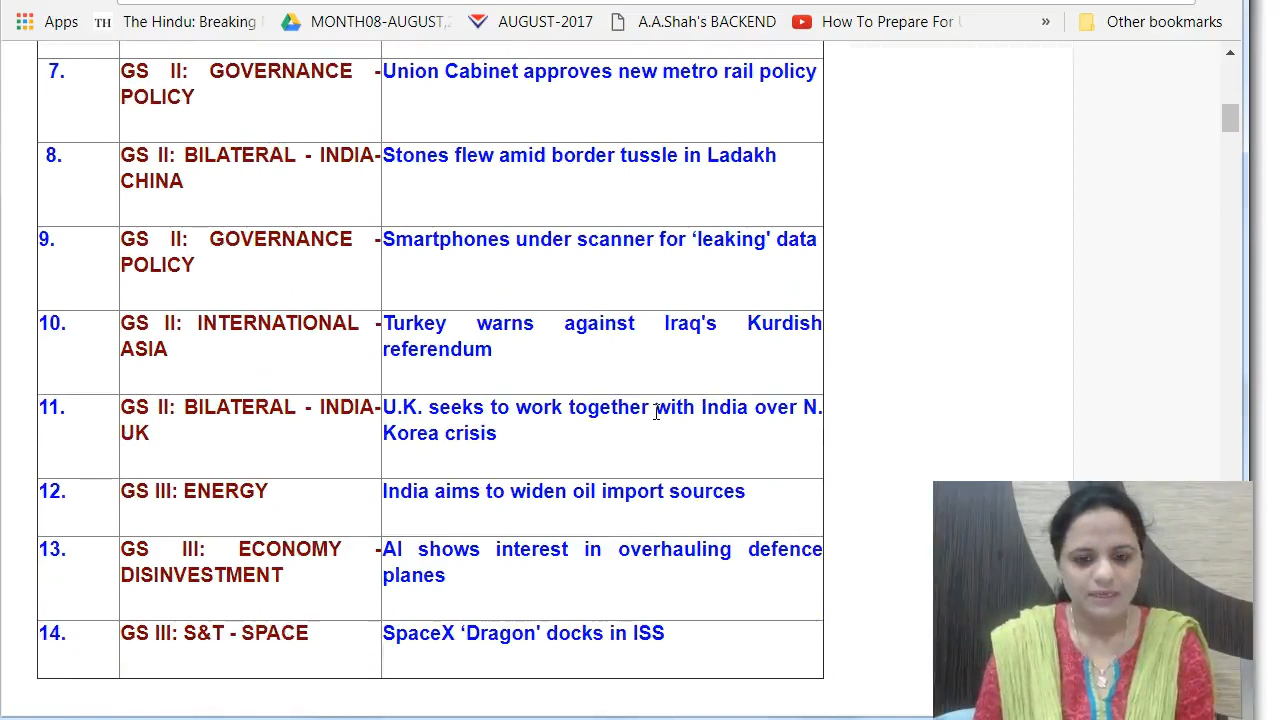 Apps TH The Hindu: Breaking MONTH08-AUGUST, AUGUST-2017 A.A.Shah's BACKEND How To Prepare For » Other bookmarks
7. GS II: GOVERNANCE - Union Cabinet approves new metro rail policy
POLICY
8. GS II: BILATERAL - INDIA- Stones flew amid border tussle in Ladakh
CHINA
9. GS II: GOVERNANCE - Smartphones under scanner for ‘leaking' data
POLICY
10. GS II: INTERNATIONAL - Turkey warns against Iraq's Kurdish
ASIA referendum
11. GS II: BILATERAL - INDIA- U.K. seeks to work together with India over N.
UK Korea crisis
12. GS III: ENERGY India aims to widen oil import sources
13. GS III: ECONOMY - AI shows interest in overhauling defence
DISINVESTMENT planes
14. GS III: S&T - SPACE SpaceX ‘Dragon' docks in ISS